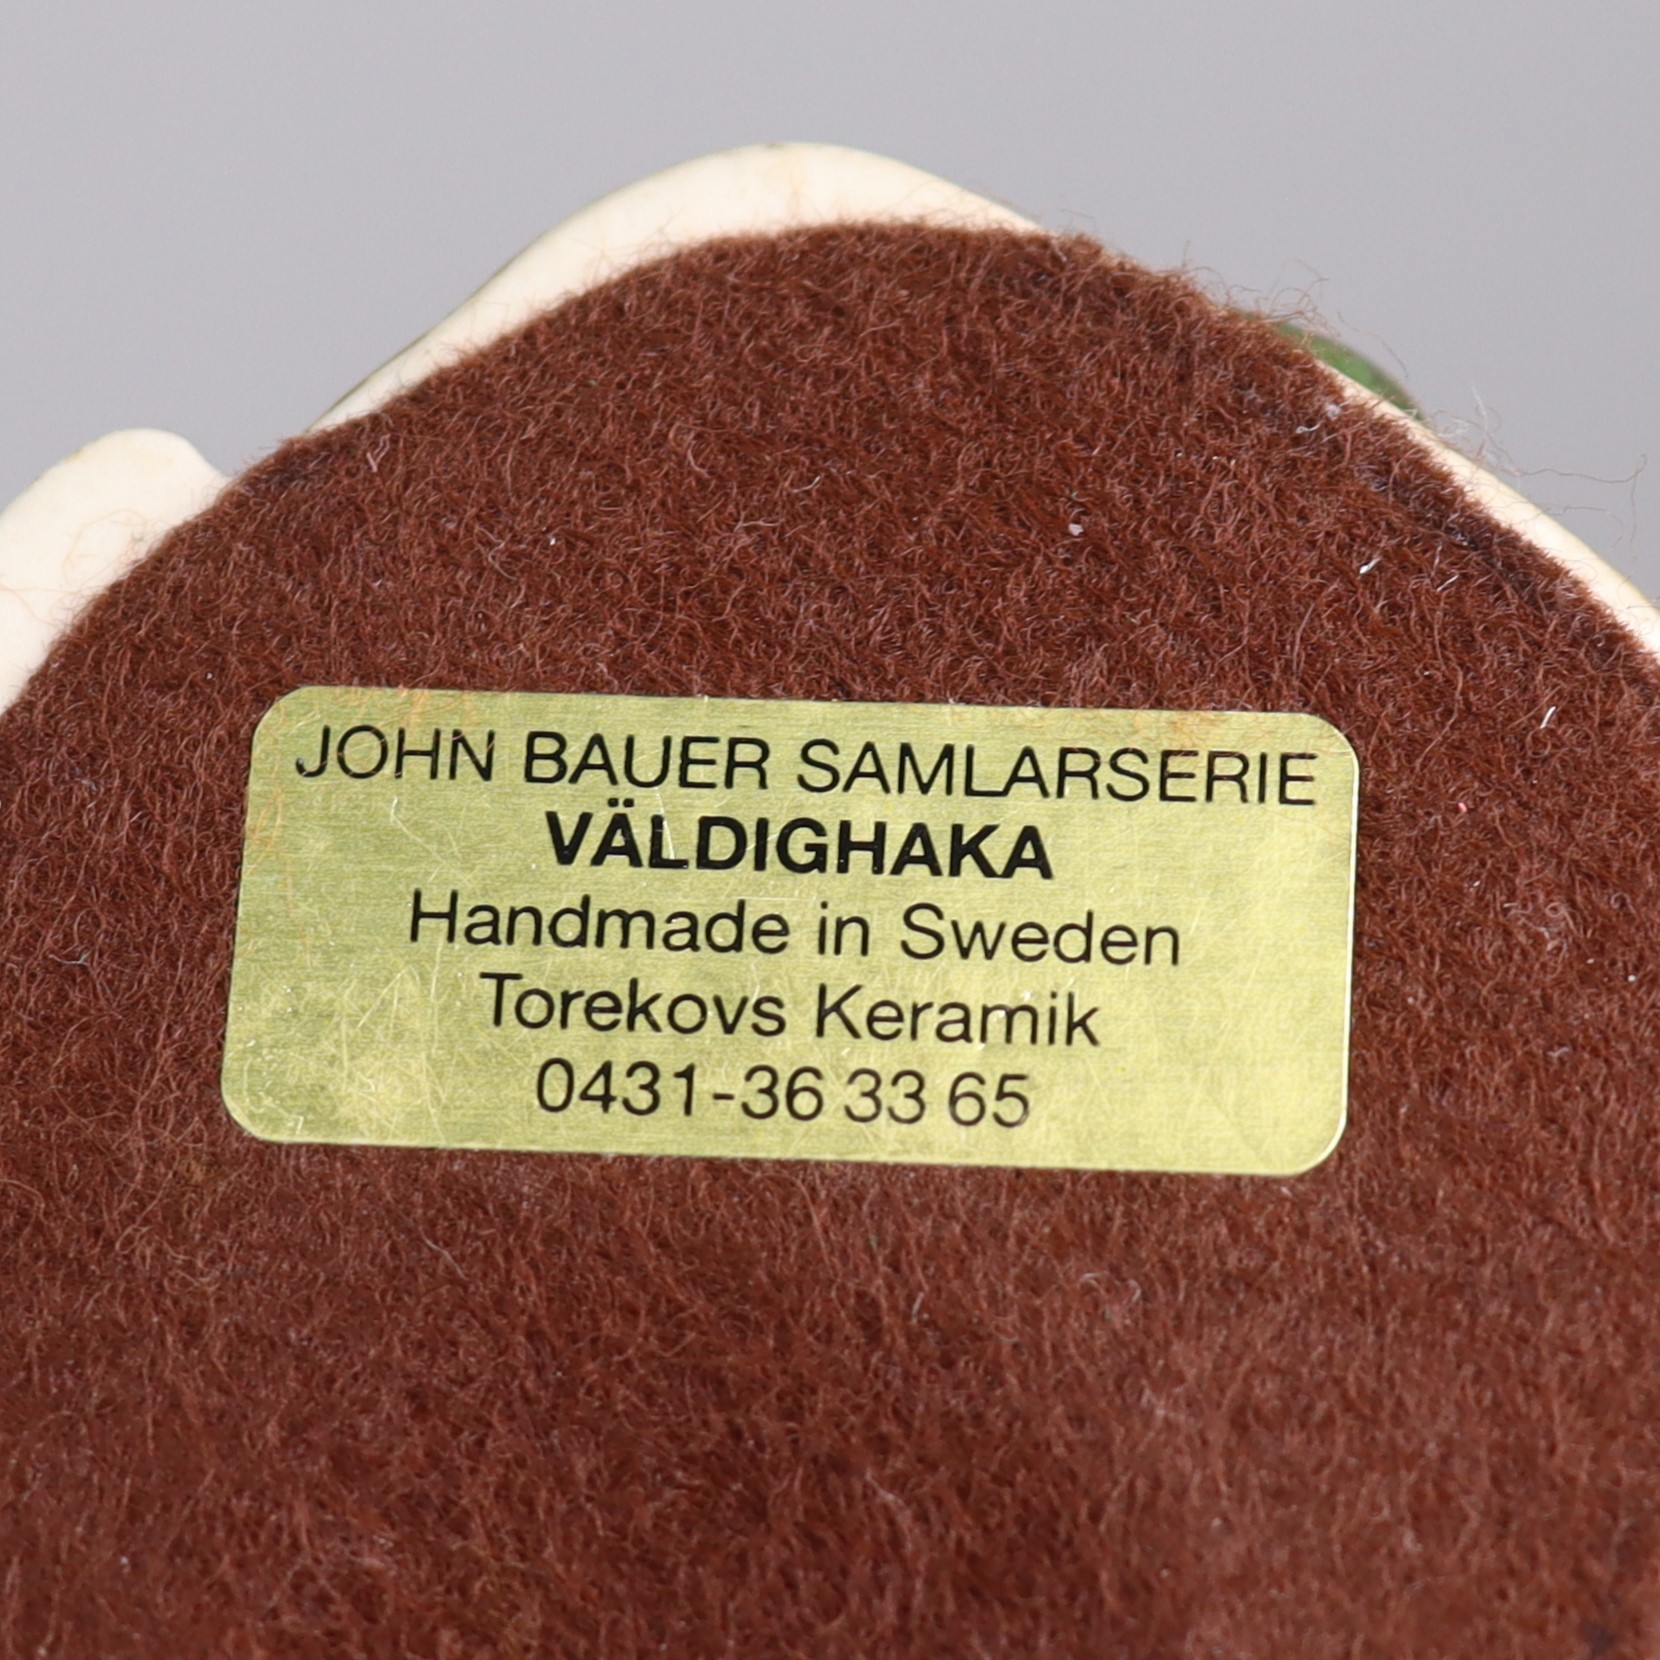 JOHN BAUER SAMLARSERIE
VÄLDIGHAKA
Handmade in Sweden
Torekovs Keramik
0431-36 33 65